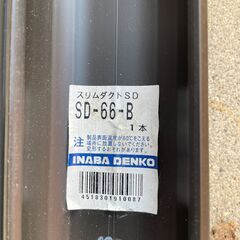 スリムダクトSD
SD-66-B
1本
注
製品表面温度が60℃をこえる
場所に放置しないでください。
変形するおそれがあります。
INABA DENKO
4518301910087